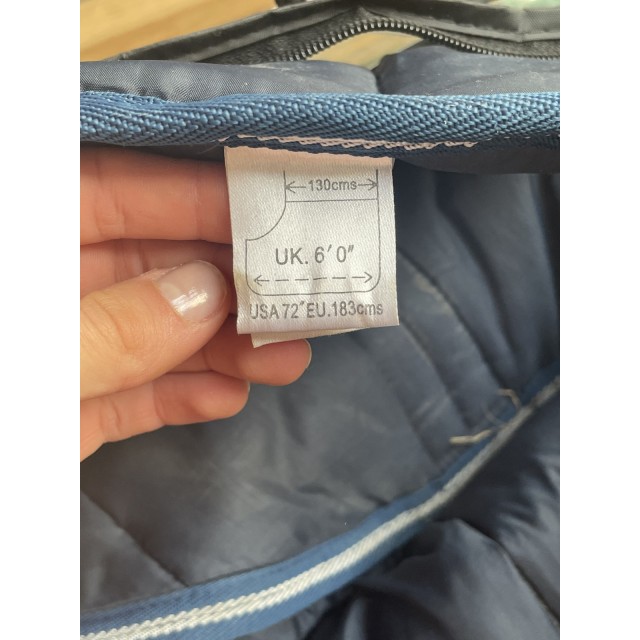 130cms
UK. 6'0"
USA 72" EU. 183cms